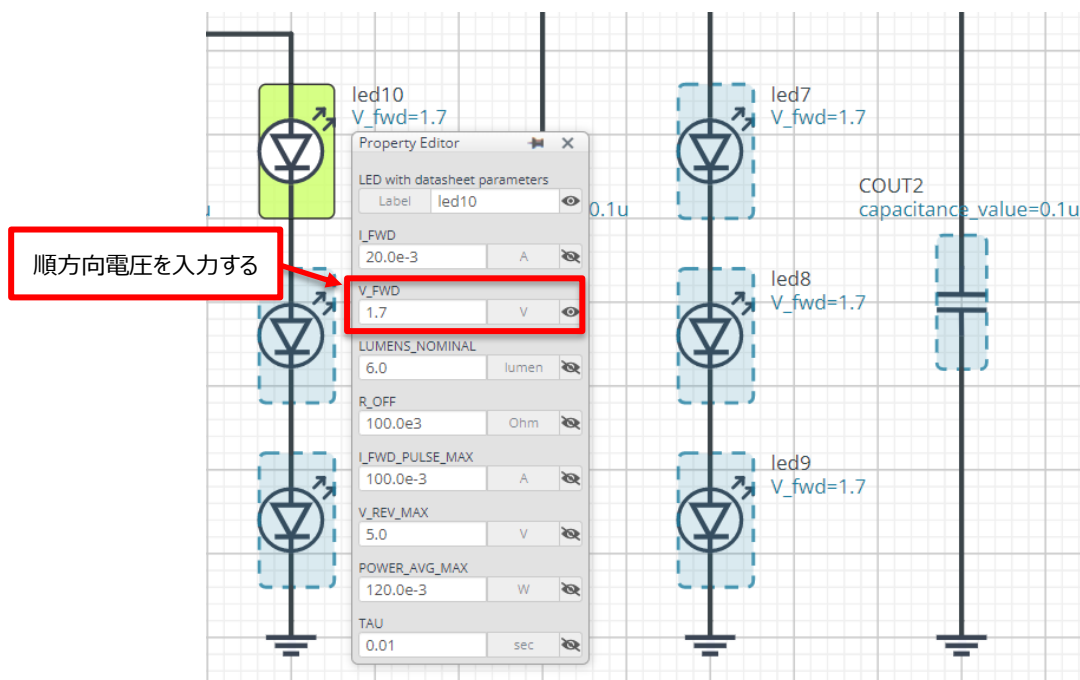 led10
V_fwd=1.7
Property Editor
LED with datasheet parameters
Label led10
I_FWD
20.0e-3 A
V_FWD
1.7 V
LUMENS_NOMINAL
6.0 lumen
R_OFF
100.0e3 Ohm
I_FWD_PULSE_MAX
100.0e-3 A
V_REV_MAX
5.0 V
POWER_AVG_MAX
120.0e-3 W
TAU
0.01 sec
順方向電圧を入力する
0.1u
led7
V_fwd=1.7
led8
V_fwd=1.7
led9
V_fwd=1.7
COUT2
capacitance_value=0.1u